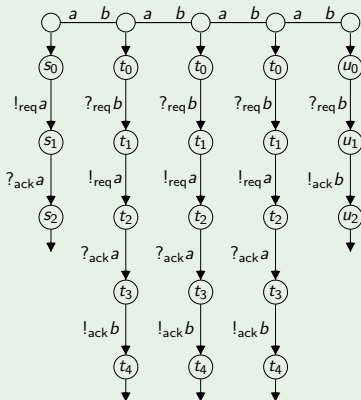 a b a b a b a b
s0 t0 t0 t0 u0
!req a ?req b ?req b ?req b ?req b
s1 t1 t1 t1 u1
?ack a !req a !req a !req a !ack b
s2 t2 t2 t2 u2
?ack a ?ack a ?ack a
t3 t3 t3
!ack b !ack b !ack b
t4 t4 t4